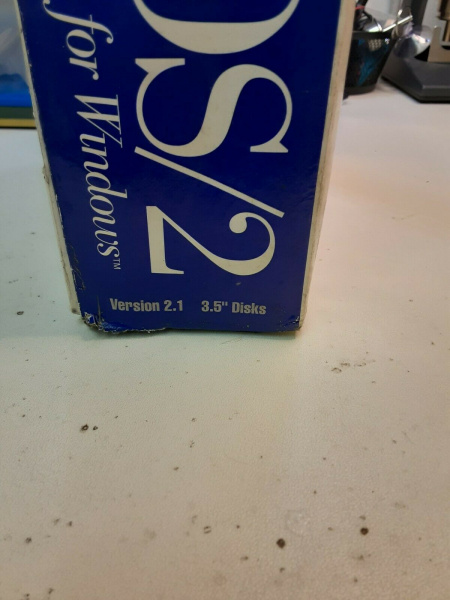 OS/2
for Windows™
Version 2.1 3.5" Disks